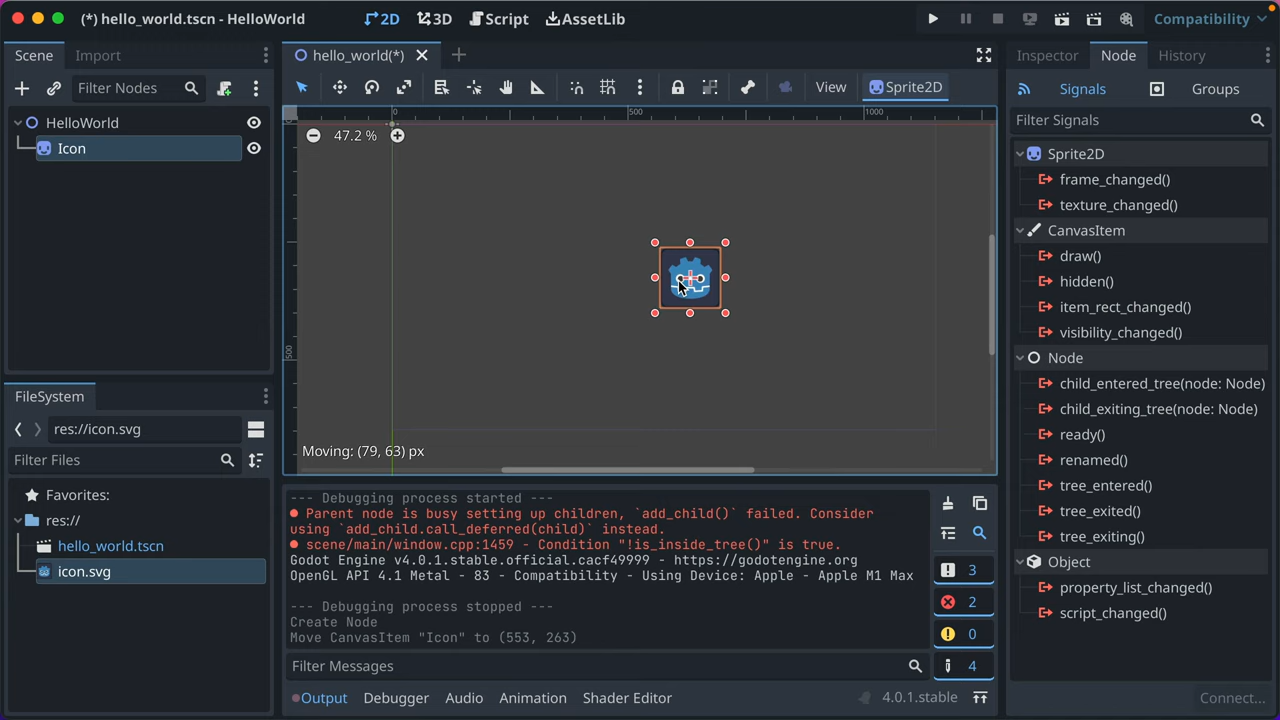 (*) hello_world.tscn - HelloWorld
2D
3D
Script
AssetLib
Compatibility
Scene
Import
Filter Nodes
HelloWorld
Icon
FileSystem
res://icon.svg
Filter Files
Favorites:
res://
hello_world.tscn
icon.svg
hello_world(*)
View
Sprite2D
0
500
1000
47.2 %
500
Moving: (79, 63) px
--- Debugging process started ---
Parent node is busy setting up children, `add_child()` failed. Consider
using `add_child.call_deferred(child)` instead.
scene/main/window.cpp:1459 - Condition "!is_inside_tree()" is true.
Godot Engine v4.0.1.stable.official.cacf49999 - https://godotengine.org
OpenGL API 4.1 Metal - 83 - Compatibility - Using Device: Apple - Apple M1 Max
--- Debugging process stopped ---
Create Node
Move CanvasItem "Icon" to (553, 263)
3
2
0
4
Filter Messages
Output
Debugger
Audio
Animation
Shader Editor
4.0.1.stable
Inspector
Node
History
Signals
Groups
Filter Signals
Sprite2D
frame_changed()
texture_changed()
CanvasItem
draw()
hidden()
item_rect_changed()
visibility_changed()
Node
child_entered_tree(node: Node)
child_exiting_tree(node: Node)
ready()
renamed()
tree_entered()
tree_exited()
tree_exiting()
Object
property_list_changed()
script_changed()
Connect...